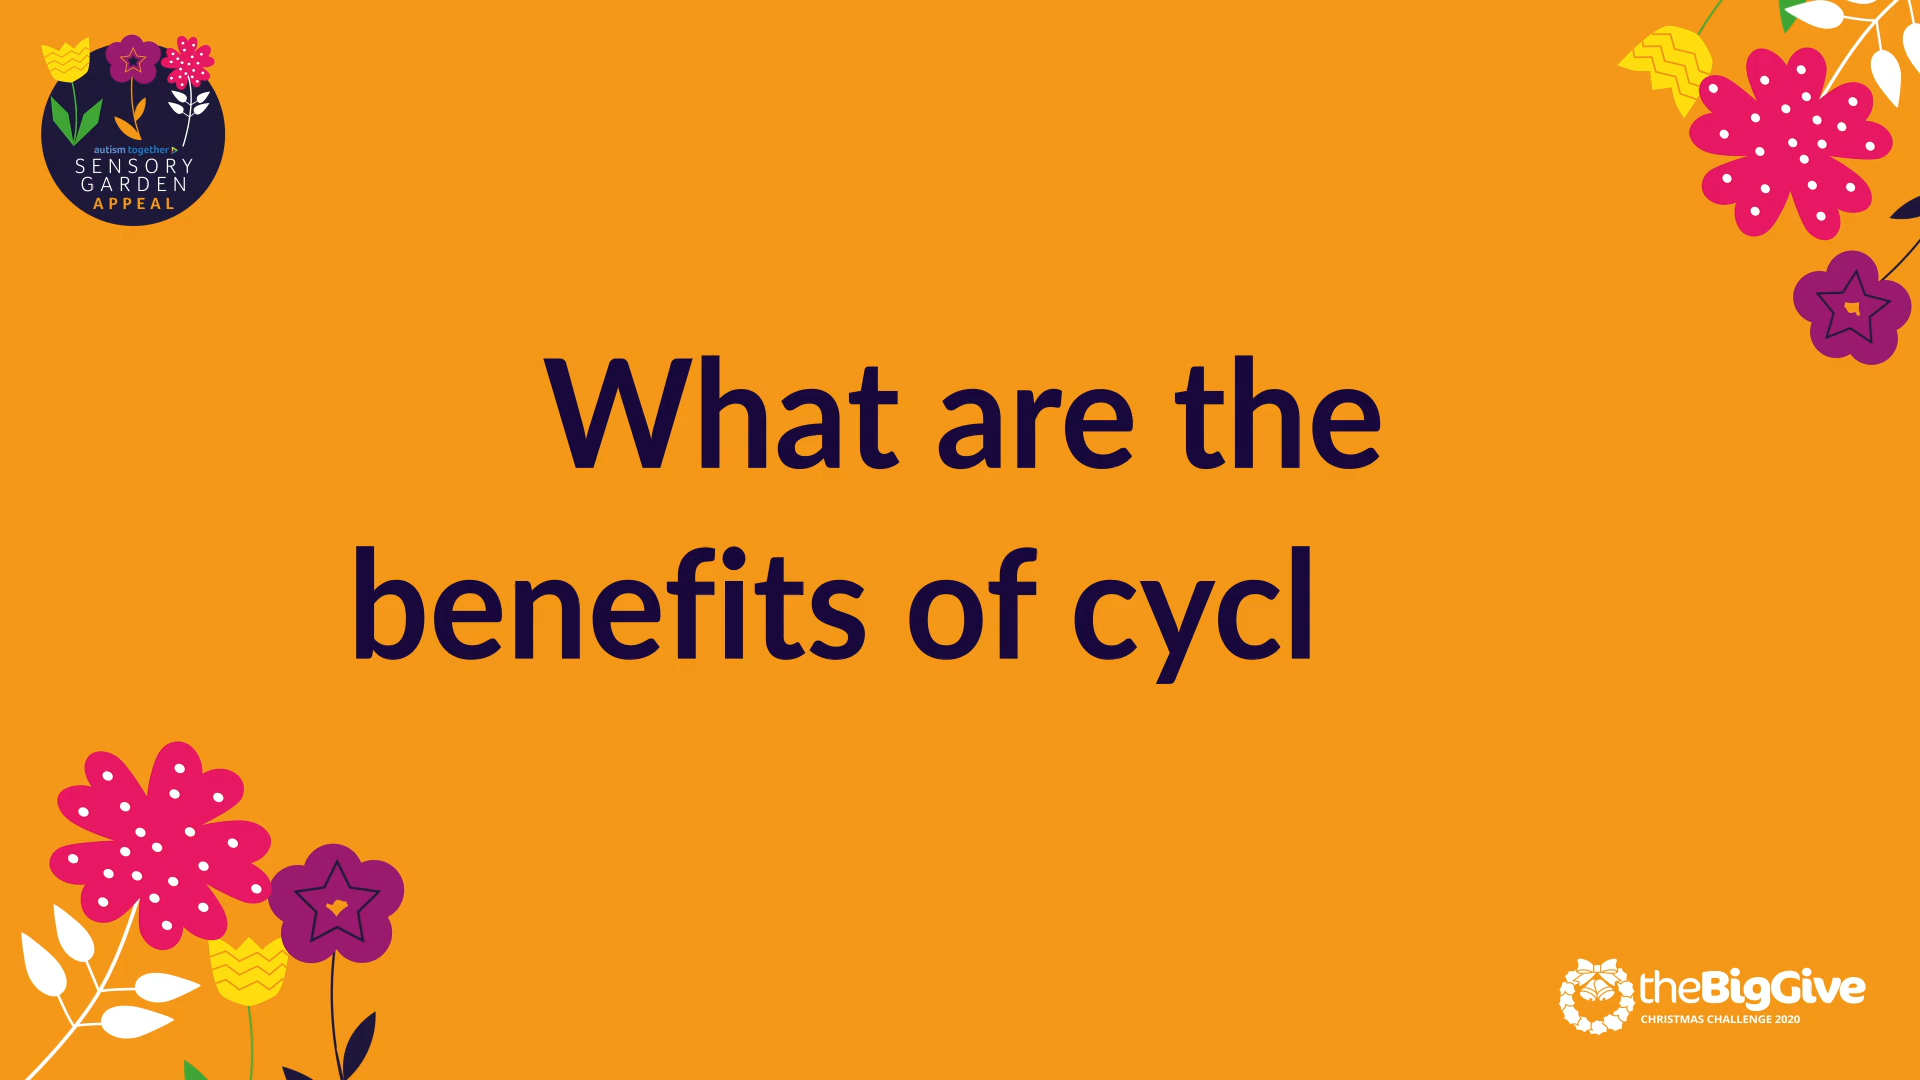 autism together
SENSORY
GARDEN
APPEAL
What are the
benefits of cycl
theBigGive
CHRISTMAS CHALLENGE 2020